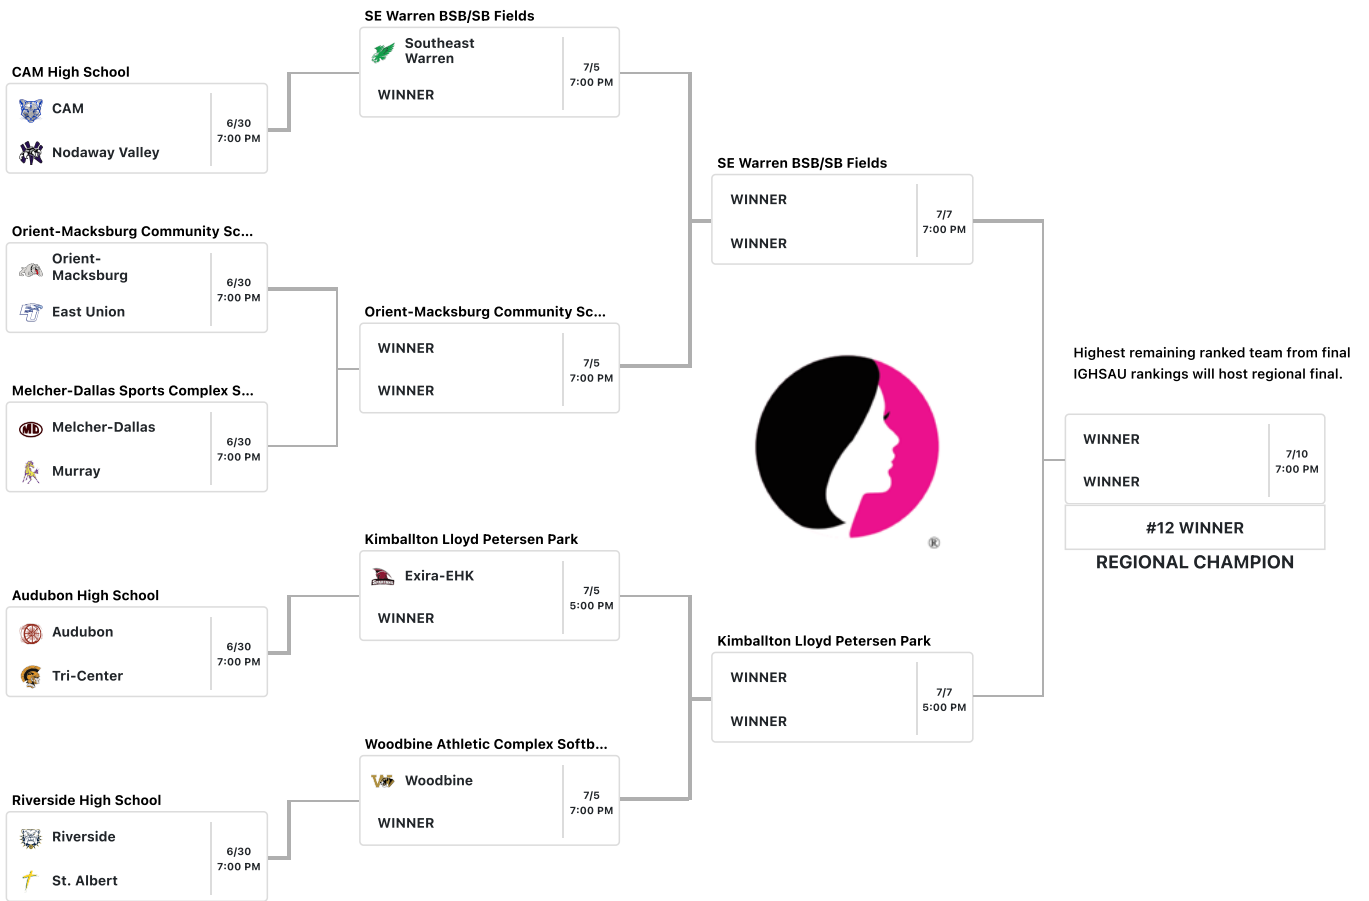 SE Warren BSB/SB Fields
Southeast
Warren
WINNER
7/5
7:00 PM
CAM High School
CAM
Nodaway Valley
6/30
7:00 PM
SE Warren BSB/SB Fields
WINNER
WINNER
7/7
7:00 PM
Orient-Macksburg Community Sc...
Orient-
Macksburg
East Union
6/30
7:00 PM
Orient-Macksburg Community Sc...
WINNER
WINNER
7/5
7:00 PM
Melcher-Dallas Sports Complex S...
MD
Melcher-Dallas
Murray
6/30
7:00 PM
Highest remaining ranked team from final
IGHSAU rankings will host regional final.
WINNER
WINNER
7/10
7:00 PM
#12 WINNER
REGIONAL CHAMPION
®
Kimballton Lloyd Petersen Park
Exira-EHK
WINNER
7/5
5:00 PM
Audubon High School
Audubon
Tri-Center
6/30
7:00 PM
Kimballton Lloyd Petersen Park
WINNER
WINNER
7/7
5:00 PM
Woodbine Athletic Complex Softb...
Woodbine
WINNER
7/5
7:00 PM
Riverside High School
Riverside
St. Albert
6/30
7:00 PM